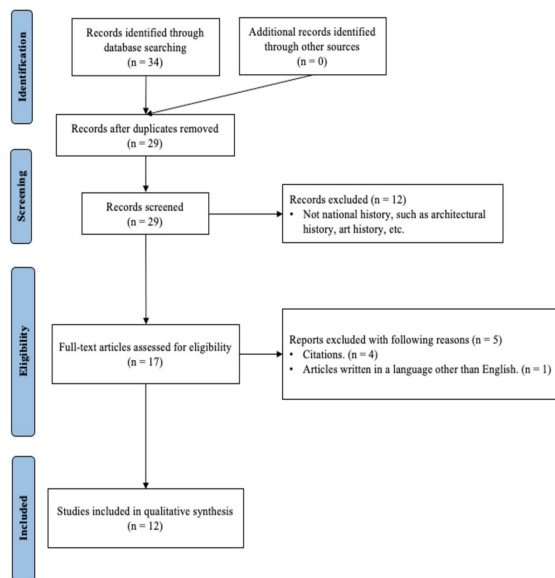 Identification
Records identified through
database searching
(n = 34)
Additional records identified
through other sources
(n = 0)
Records after duplicates removed
(n = 29)
Screening
Records screened
(n = 29)
Records excluded (n = 12)
• Not national history, such as architectural
history, art history, etc.
Eligibility
Full-text articles assessed for eligibility
(n = 17)
Reports excluded with following reasons (n = 5)
• Citations. (n = 4)
• Articles written in a language other than English. (n = 1)
Included
Studies included in qualitative synthesis
(n = 12)